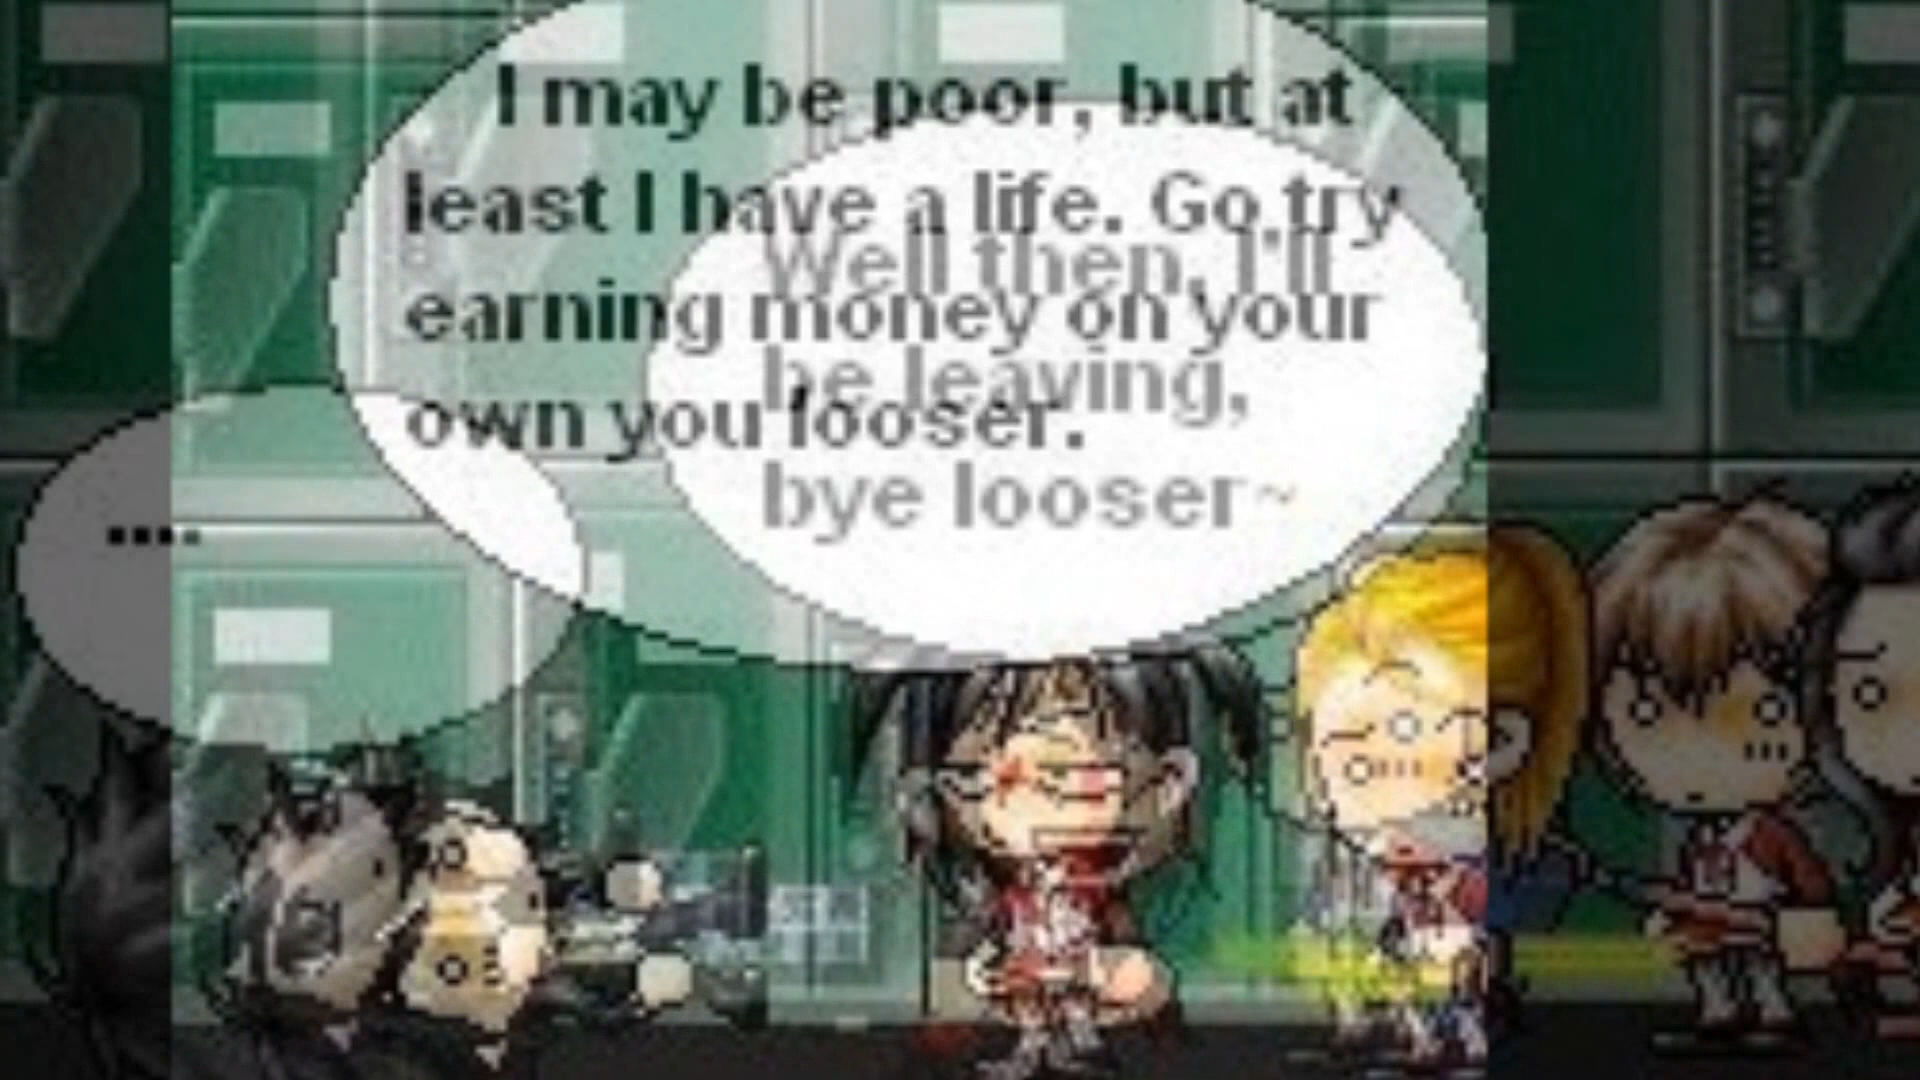 I may be poor, but at
least I have a life. Go try
earning money on your
own you looser.
Well then, I'll
be leaving,
bye looser~
....